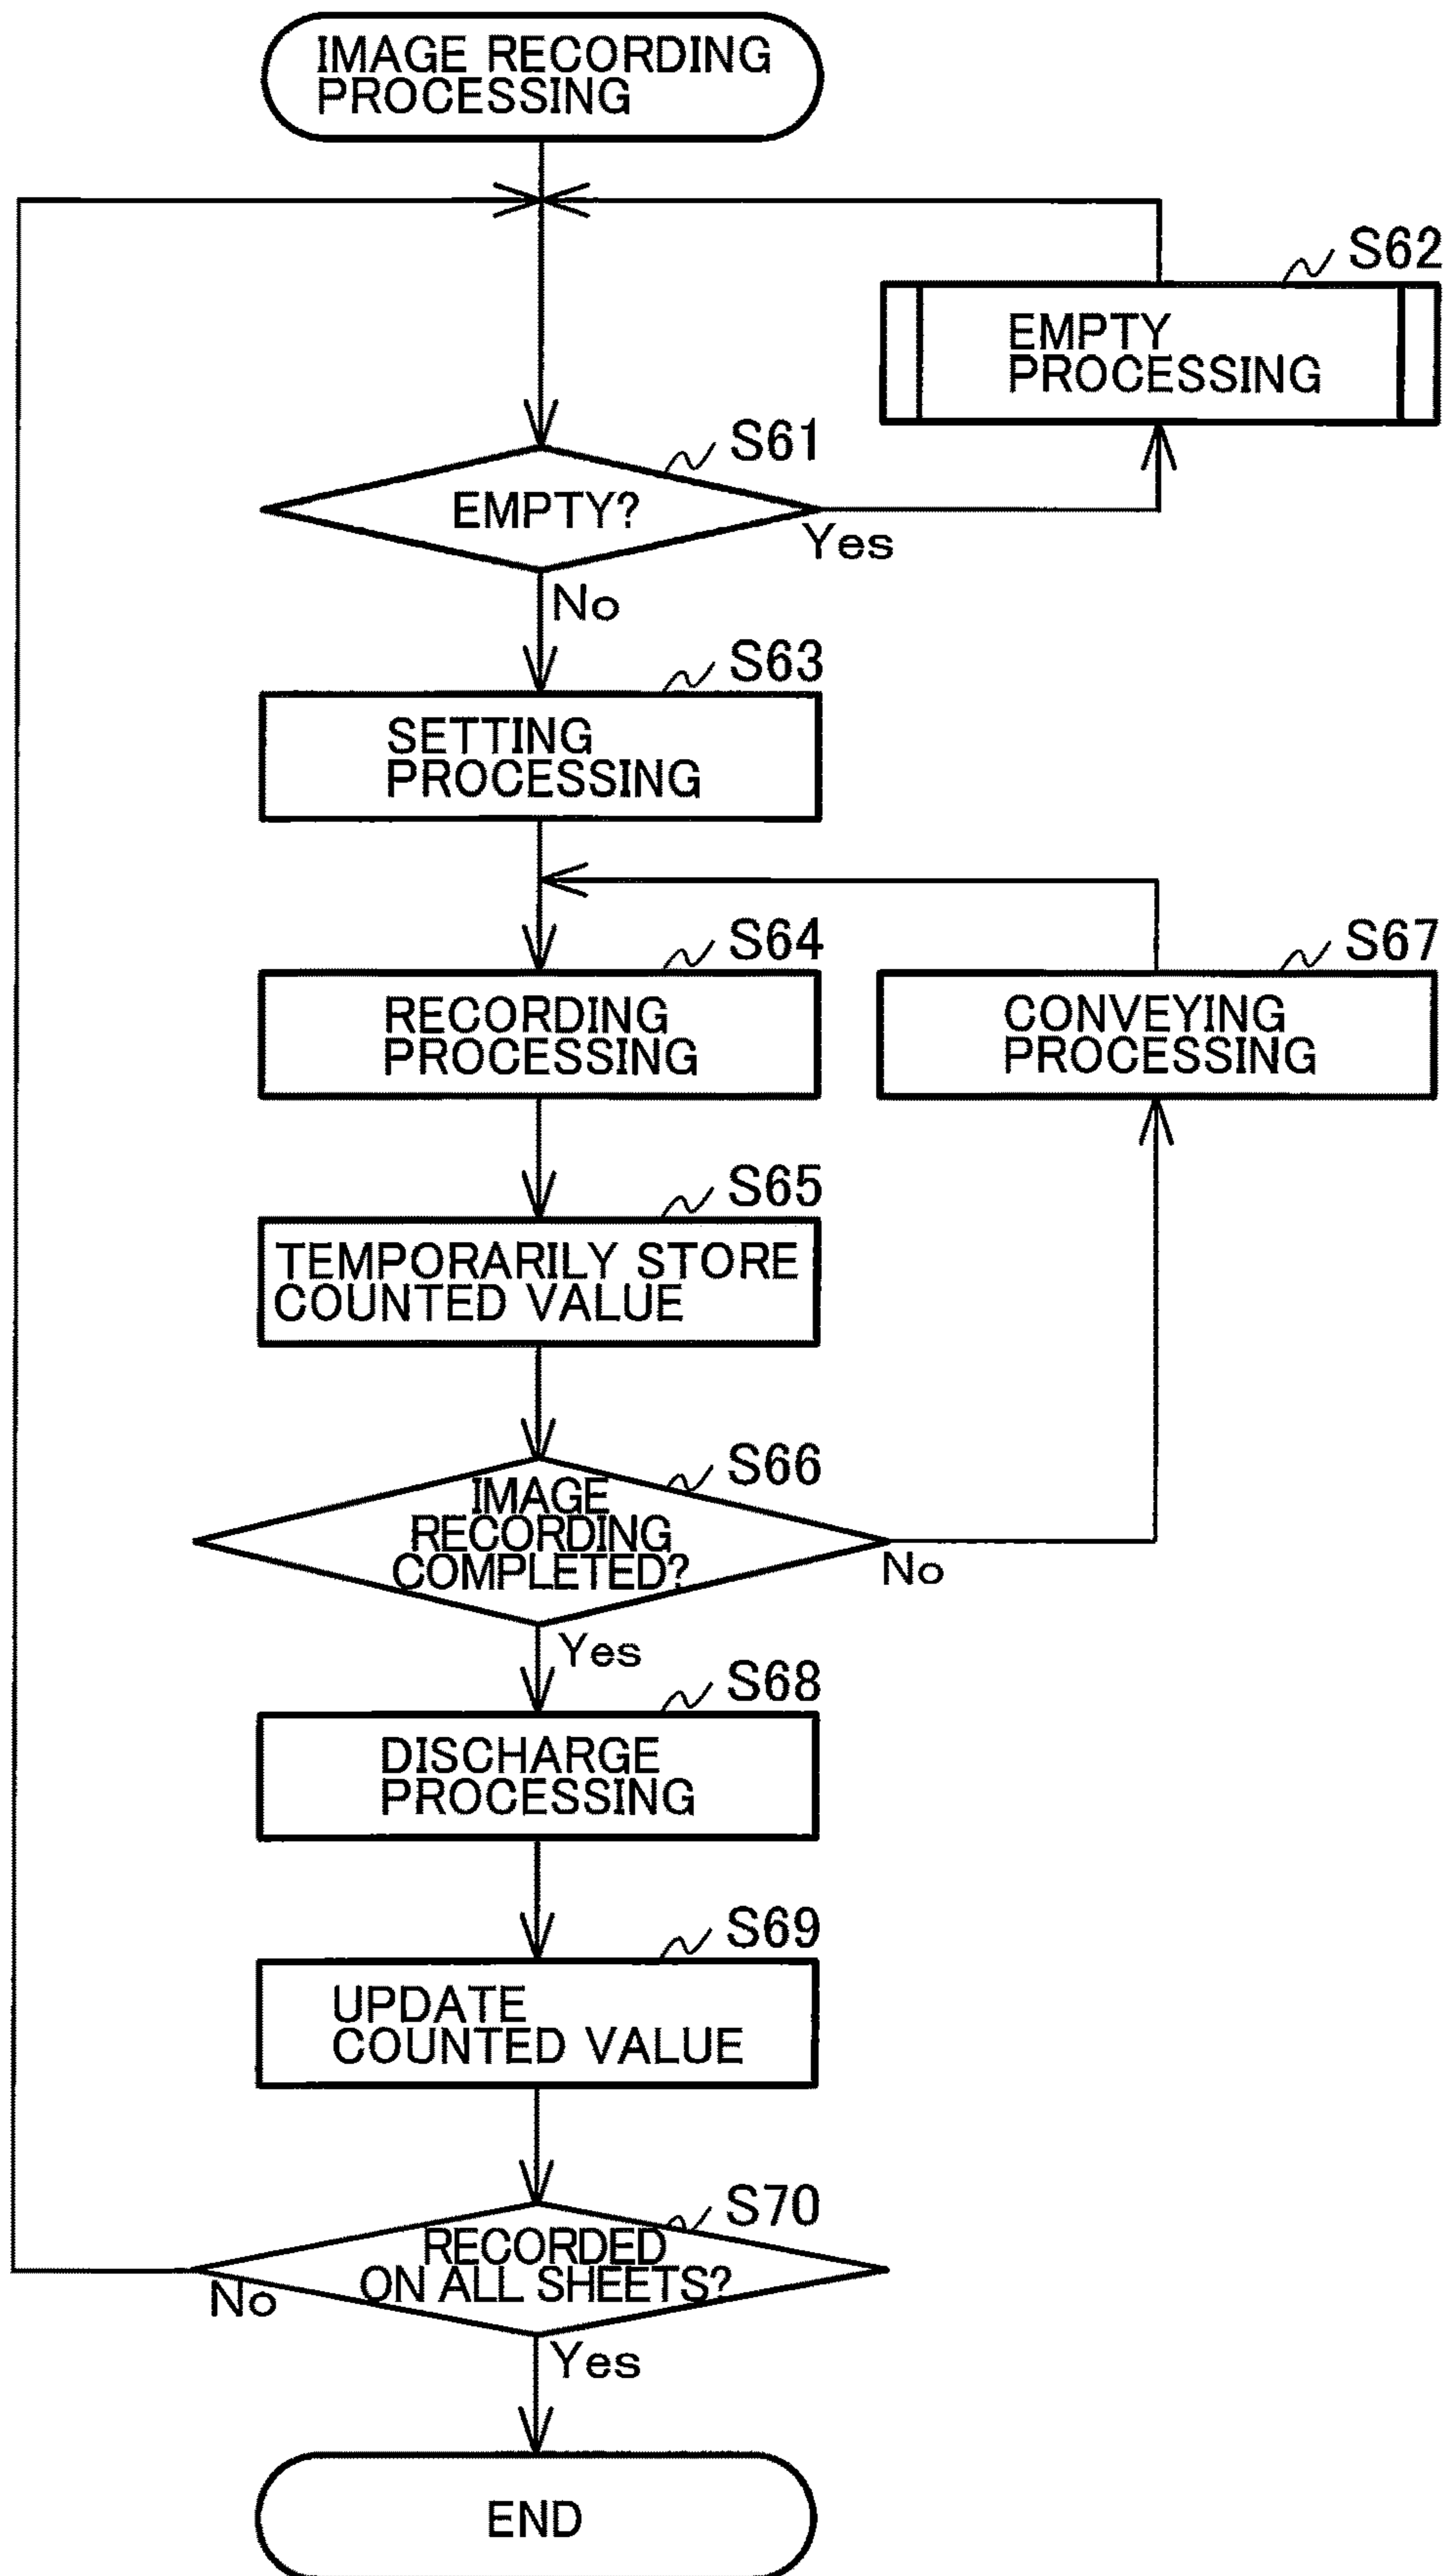 IMAGE RECORDING
PROCESSING
S62
EMPTY
PROCESSING
S61
EMPTY?
Yes
No
S63
SETTING
PROCESSING
S64
RECORDING
PROCESSING
S67
CONVEYING
PROCESSING
S65
TEMPORARILY STORE
COUNTED VALUE
S66
IMAGE
RECORDING
COMPLETED?
No
Yes
S68
DISCHARGE
PROCESSING
S69
UPDATE
COUNTED VALUE
S70
RECORDED
ON ALL SHEETS?
No
Yes
END